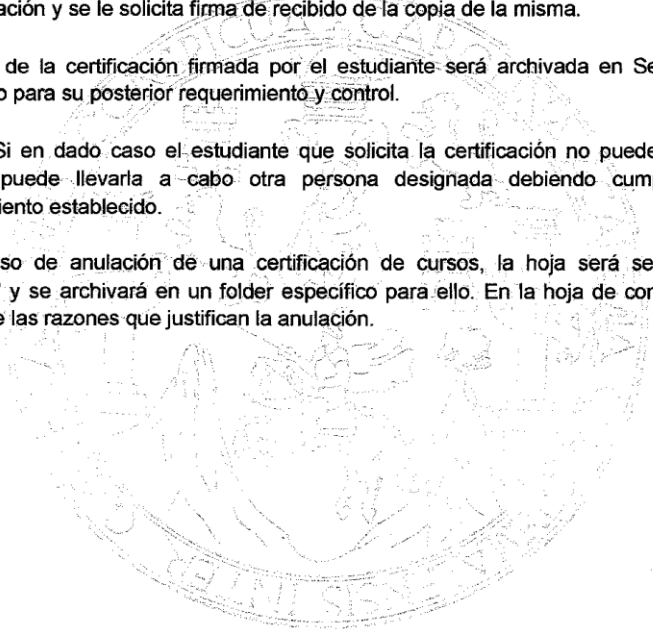 ación y se le solicita firma de recibido de la copia de la misma.
de la certificación firmada por el estudiante será archivada en Se
o para su posterior requerimiento y control.
Si en dado caso el estudiante que solicita la certificación no puede
puede llevarla a cabo otra persona designada debiendo cum
iento establecido.
so de anulación de una certificación de cursos, la hoja será se
” y se archivará en un folder específico para ello. En la hoja de con
e las razones que justifican la anulación.